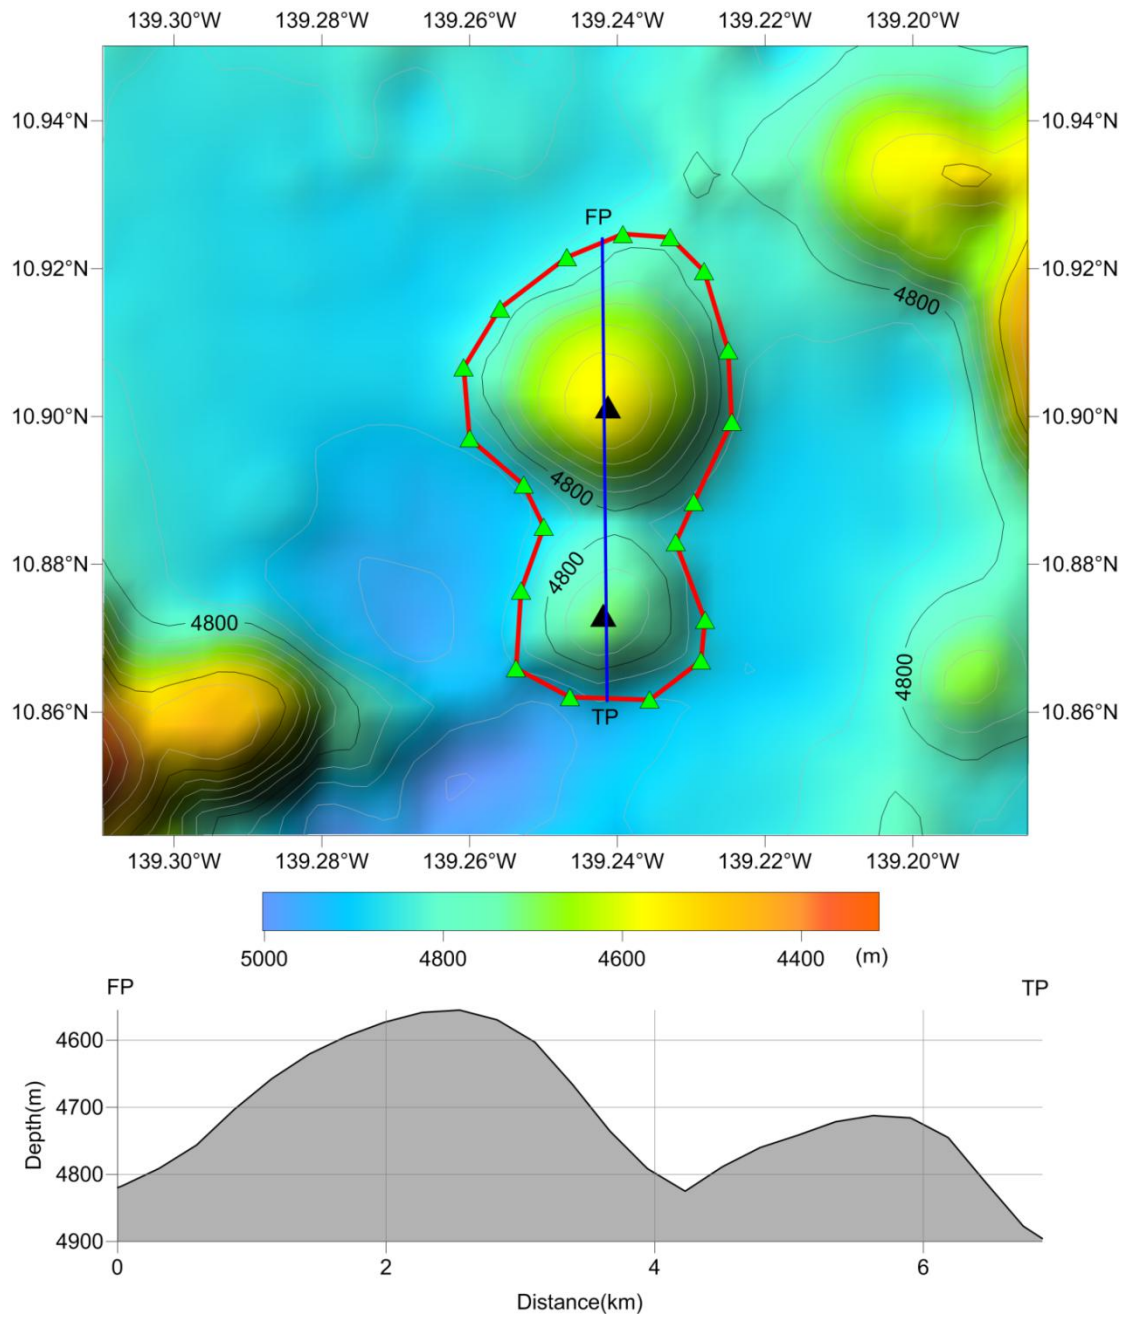 139.30°W 139.28°W 139.26°W 139.24°W 139.22°W 139.20°W
10.94°N 10.94°N
FP
10.92°N 10.92°N
4800
10.90°N 10.90°N
4800
10.88°N 4800 10.88°N
4800
4800
10.86°N 10.86°N
TP
139.30°W 139.28°W 139.26°W 139.24°W 139.22°W 139.20°W
5000 4800 4600 4400 (m)
FP TP
4600
4700
4800
4900
Depth(m)
0 2 4 6
Distance(km)